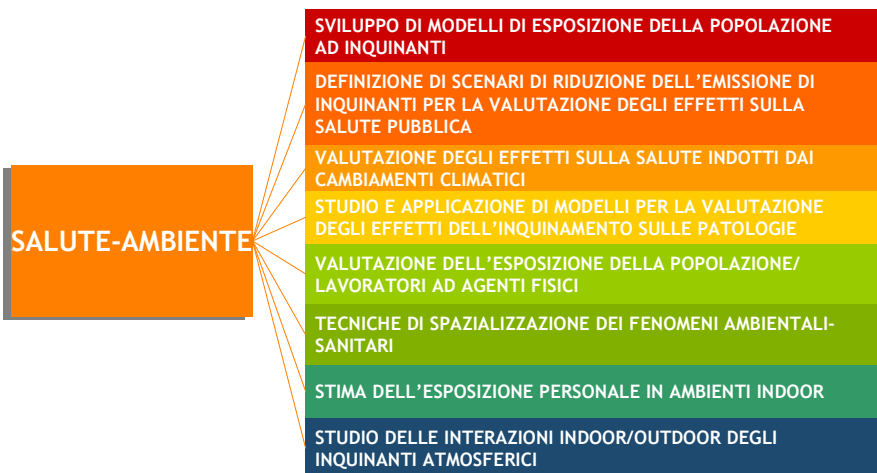 SALUTE-AMBIENTE
SVILUPPO DI MODELLI DI ESPOSIZIONE DELLA POPOLAZIONE
AD INQUINANTI
DEFINIZIONE DI SCENARI DI RIDUZIONE DELL'EMISSIONE DI
INQUINANTI PER LA VALUTAZIONE DEGLI EFFETTI SULLA
SALUTE PUBBLICA
VALUTAZIONE DEGLI EFFETTI SULLA SALUTE INDOTTI DAI
CAMBIAMENTI CLIMATICI
STUDIO E APPLICAZIONE DI MODELLI PER LA VALUTAZIONE
DEGLI EFFETTI DELL'INQUINAMENTO SULLE PATOLOGIE
VALUTAZIONE DELL'ESPOSIZIONE DELLA POPOLAZIONE/
LAVORATORI AD AGENTI FISICI
TECNICHE DI SPAZIALIZZAZIONE DEI FENOMENI AMBIENTALI-
SANITARI
STIMA DELL'ESPOSIZIONE PERSONALE IN AMBIENTI INDOOR
STUDIO DELLE INTERAZIONI INDOOR/OUTDOOR DEGLI
INQUINANTI ATMOSFERICI